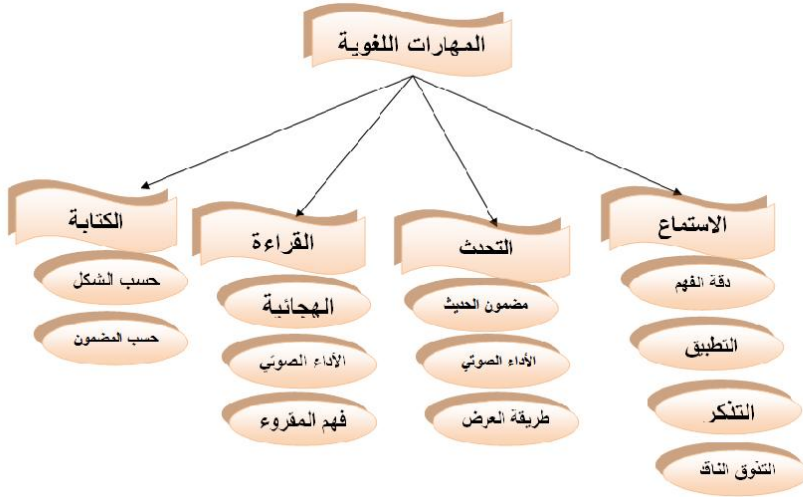 المهارات اللغوية
الاستماع
دقة الفهم
التطبيق
التذكر
التذوق الناقد
التحدث
مضمون الحديث
الأداء الصوتي
طريقة العرض
القراءة
الهجائية
الأداء الصوتي
فهم المقروء
الكتابة
حسب الشكل
حسب المضمون